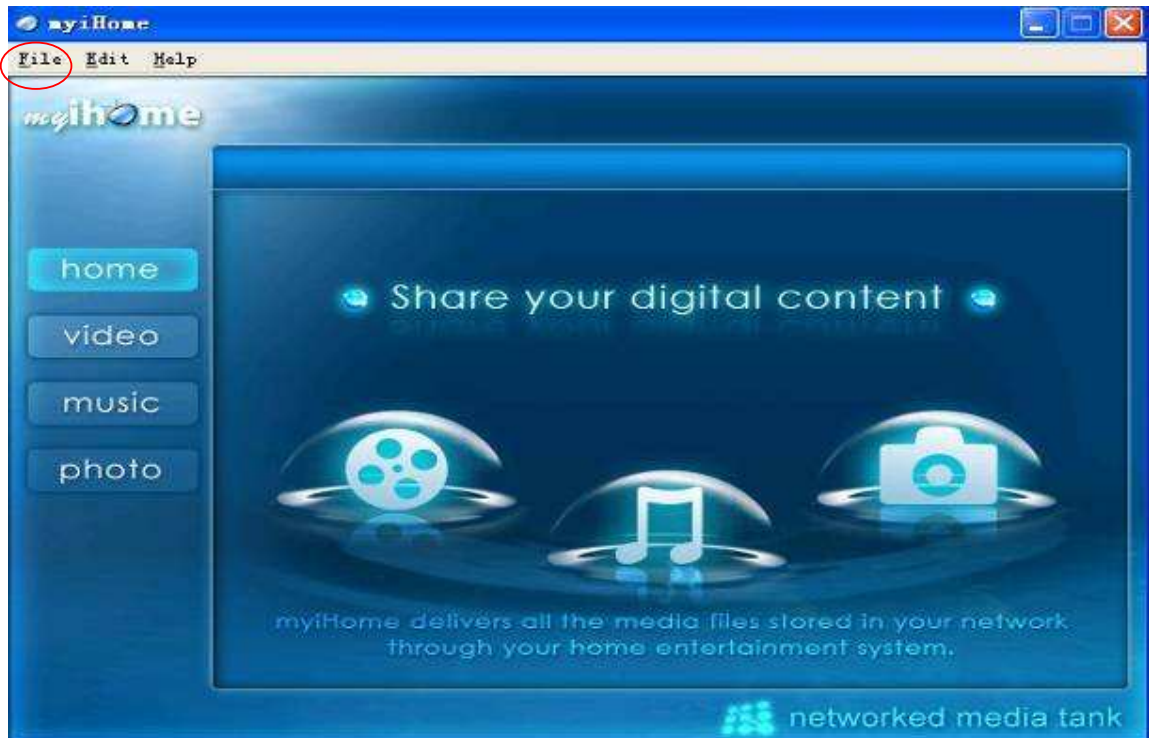 myiHome
File Edit Help
myihome
home
video
music
photo
Share your digital content
myiHome delivers all the media files stored in your network
through your home entertainment system.
networked media tank